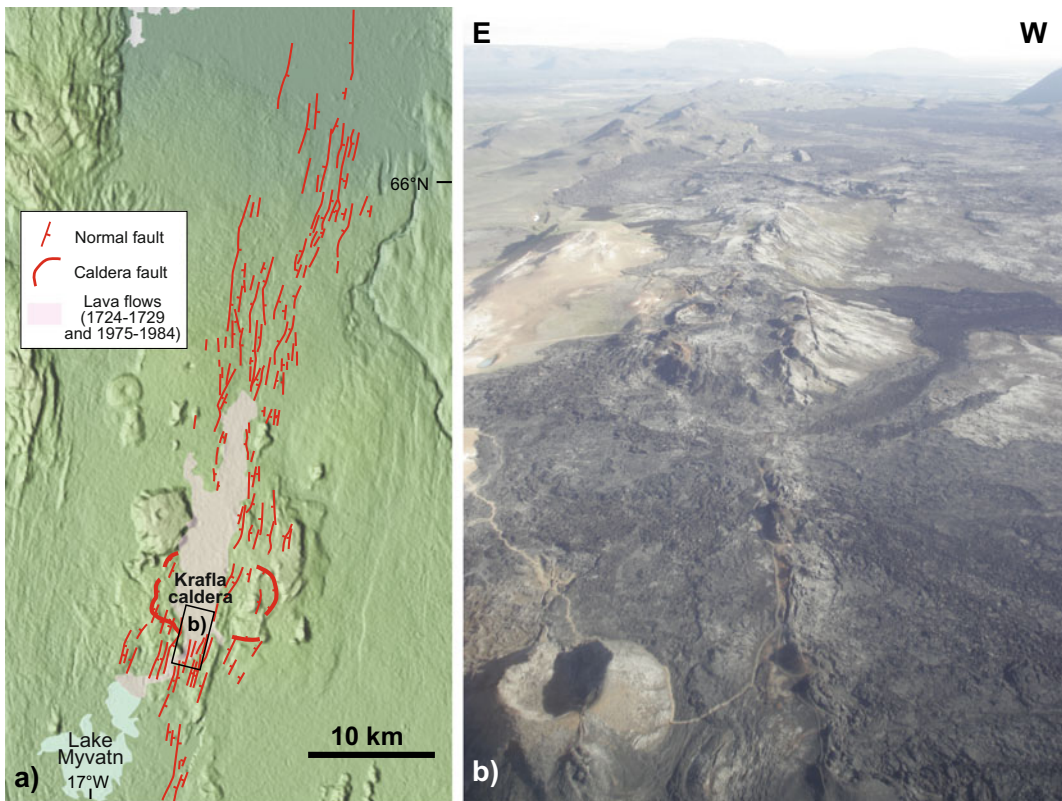 E
W
66°N
Normal fault
Caldera fault
Lava flows
(1724-1729
and 1975-1984)
Krafla
caldera
b)
Lake
Myvatn
17°W
10 km
a)
b)